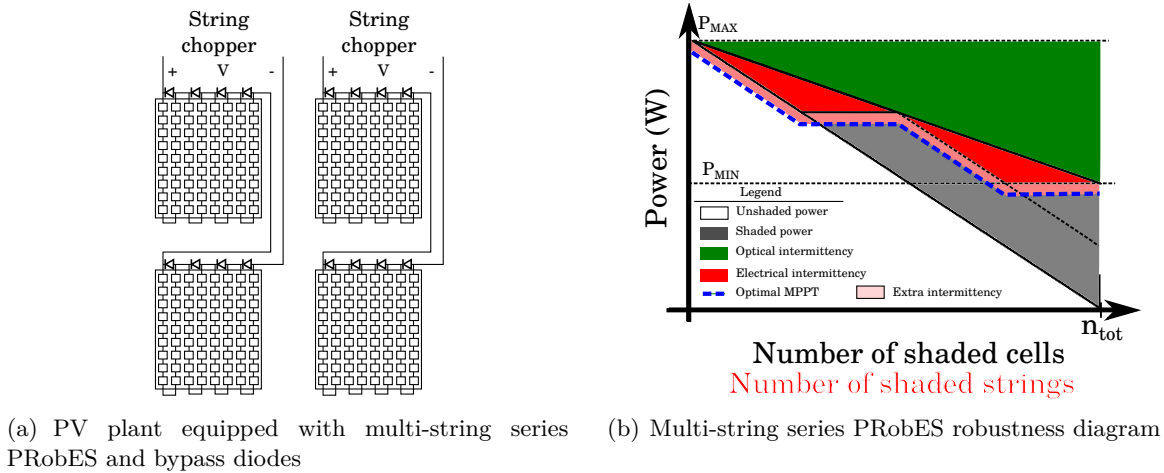 String
chopper
+ V -
String
chopper
+ V -
(a) PV plant equipped with multi-string series
PRobES and bypass diodes
P_MAX
P_MIN
Power (W)
Legend
Unshaded power
Shaded power
Optical intermittency
Electrical intermittency
Optimal MPPT
Extra intermittency
n_tot
Number of shaded cells
Number of shaded strings
(b) Multi-string series PRobES robustness diagram